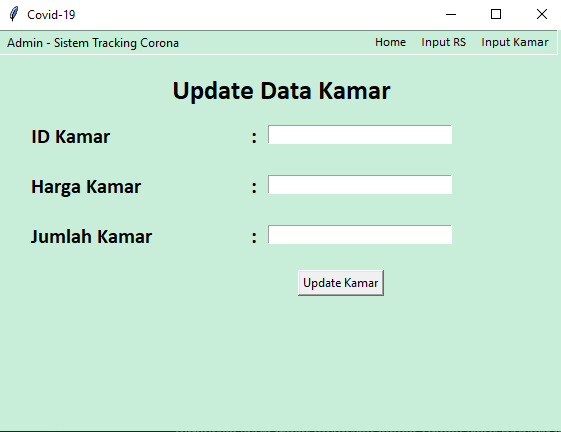 Covid-19
Admin - Sistem Tracking Corona Home Input RS Input Kamar
Update Data Kamar
ID Kamar :
Harga Kamar :
Jumlah Kamar :
Update Kamar